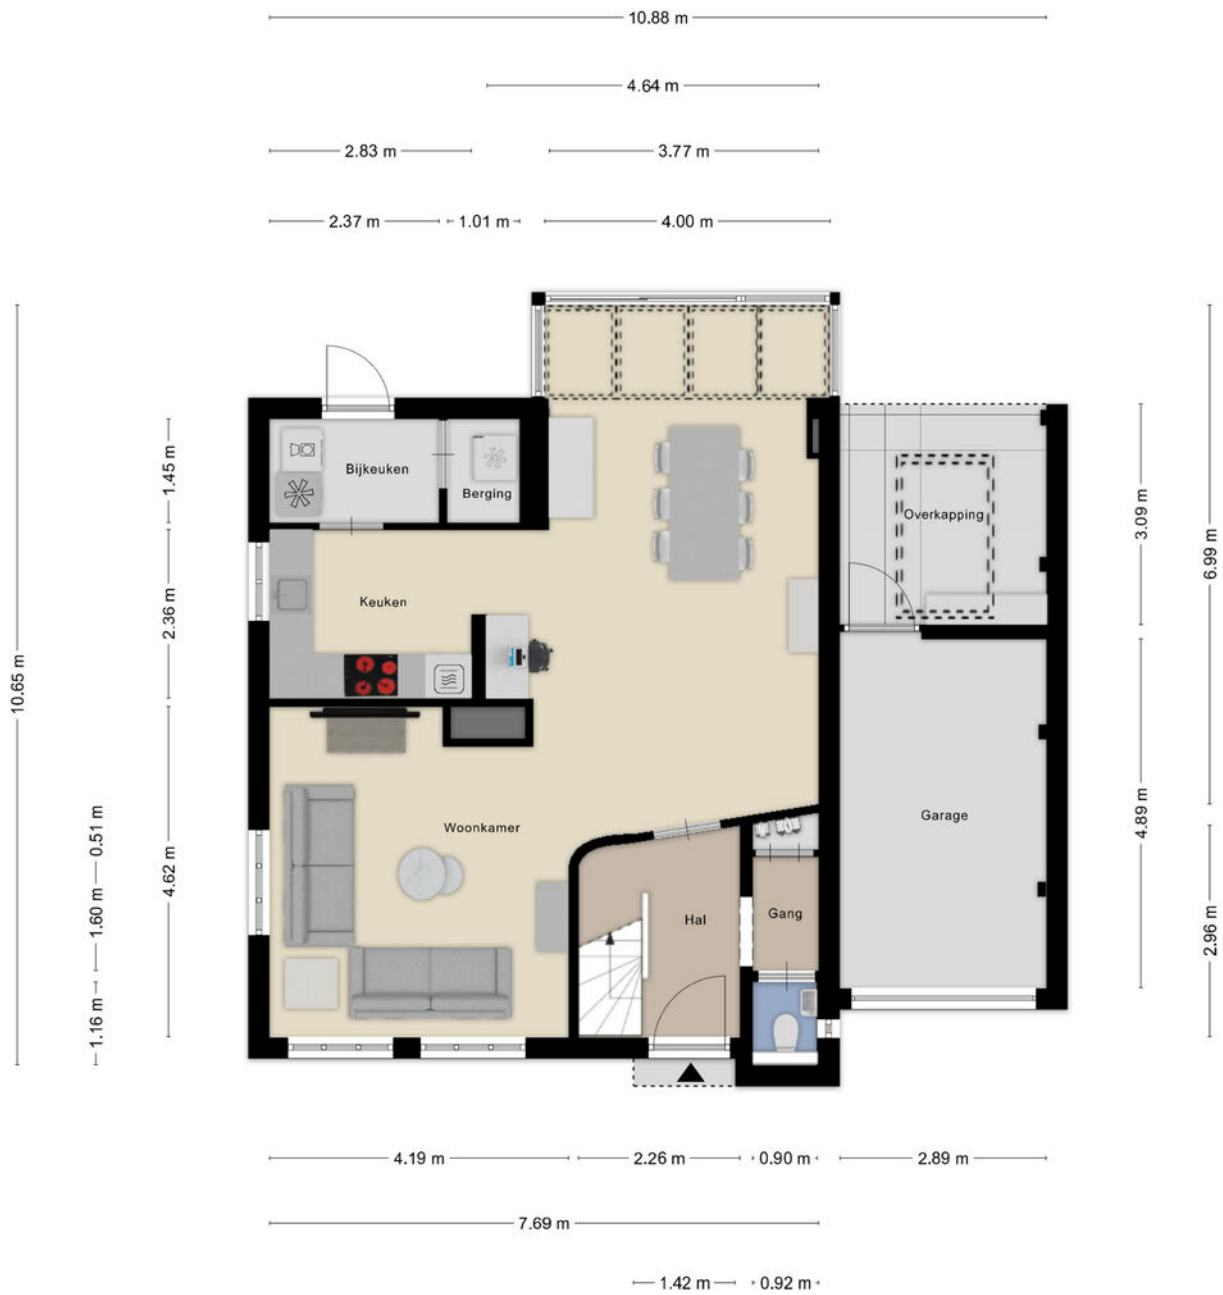 10.88 m
4.64 m
2.83 m
3.77 m
2.37 m
1.01 m
4.00 m
1.45 m
Bijkeuken
Berging
3.09 m
Overkapping
6.99 m
2.36 m
Keuken
10.65 m
4.62 m
Woonkamer
0.51 m
1.60 m
1.16 m
Garage
4.89 m
Hal
Gang
2.96 m
4.19 m
2.26 m
0.90 m
2.89 m
7.69 m
1.42 m
0.92 m